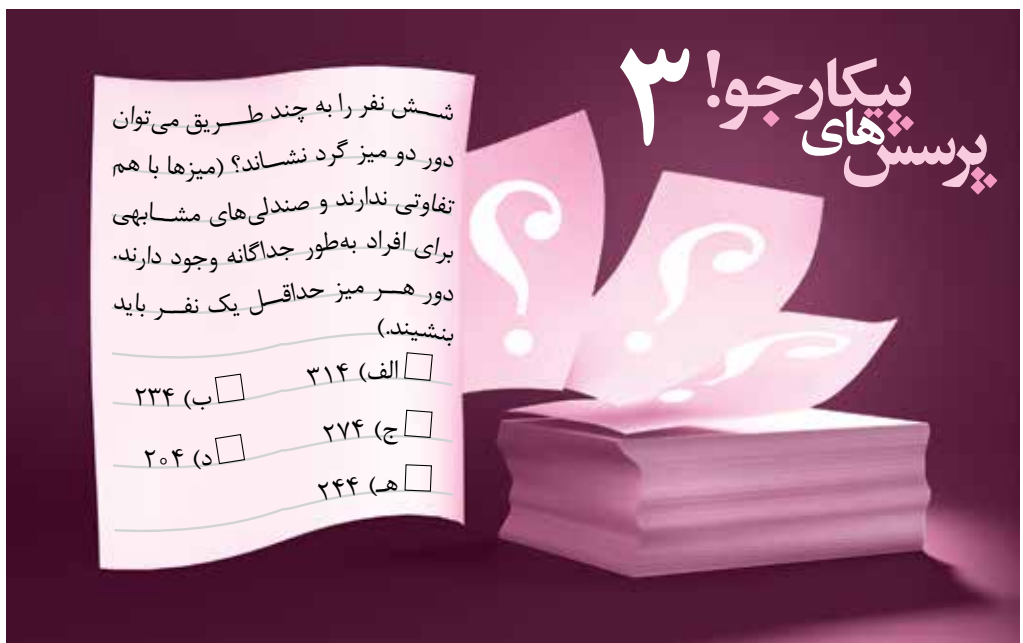 پرسش‌های
پیکارجو! ۳
شش نفر را به چند طریق می‌توان
دور دو میز گرد نشاند؟ (میزها با هم
تفاوتی ندارند و صندلی‌های مشابهی
برای افراد به‌طور جداگانه وجود دارند.
دور هر میز حداقل یک نفر باید
بنشیند.)
الف) ۳۱۴
ب) ۲۳۴
ج) ۲۷۴
د) ۲۰۴
هـ) ۲۴۴